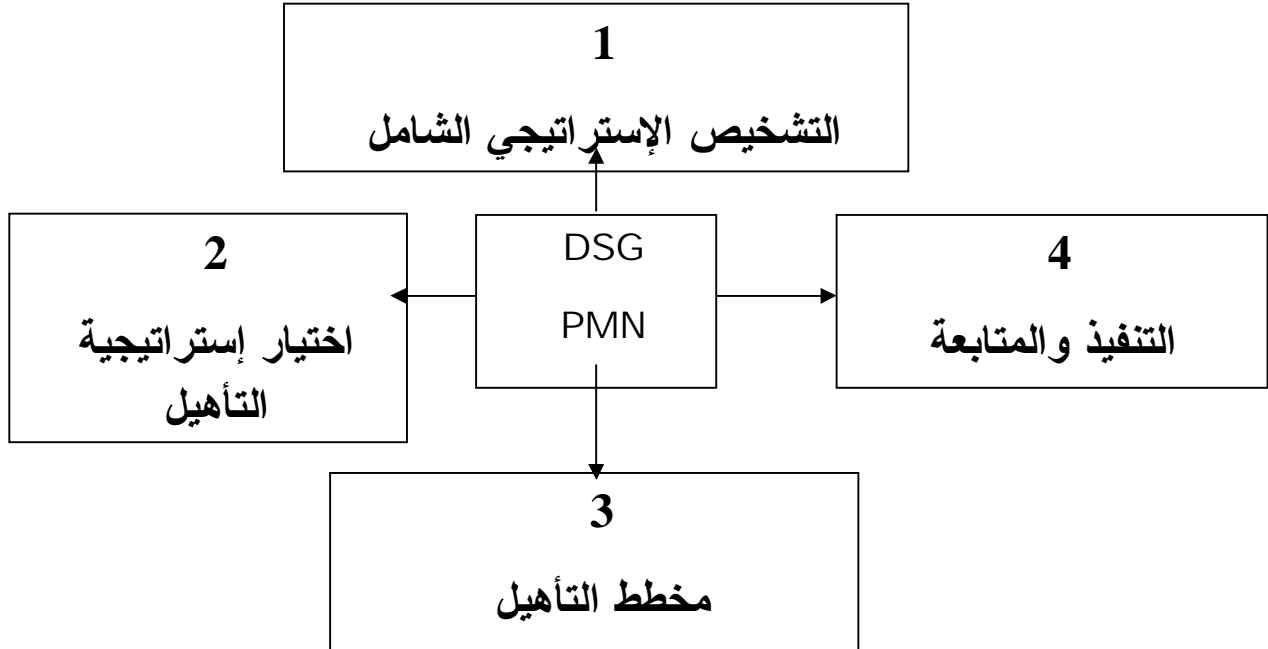 1
التشخيص الإستراتيجي الشامل
2
اختيار إستراتيجية
التأهيل
DSG
PMN
4
التنفيذ والمتابعة
3
مخطط التأهيل